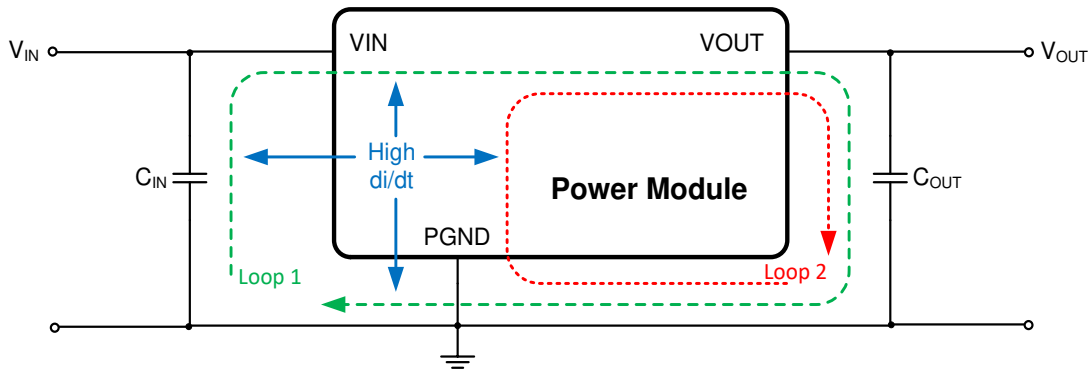 VIN
VIN
VOUT
VOUT
High
di/dt
CIN
COUT
Power Module
PGND
Loop 1
Loop 2